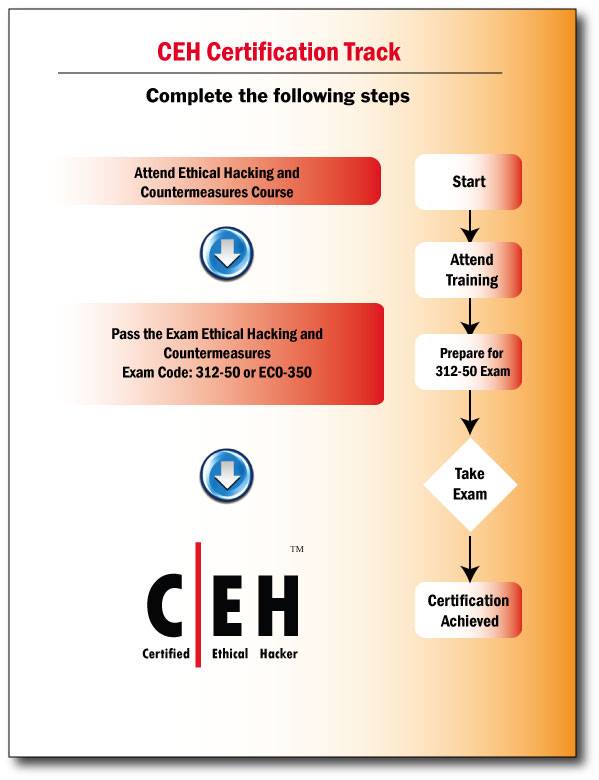 CEH Certification Track
Complete the following steps
Attend Ethical Hacking and
Countermeasures Course
Pass the Exam Ethical Hacking and
Countermeasures
Exam Code: 312-50 or ECO-350
TM
C|EH
Certified Ethical Hacker
Start
Attend
Training
Prepare for
312-50 Exam
Take
Exam
Certification
Achieved